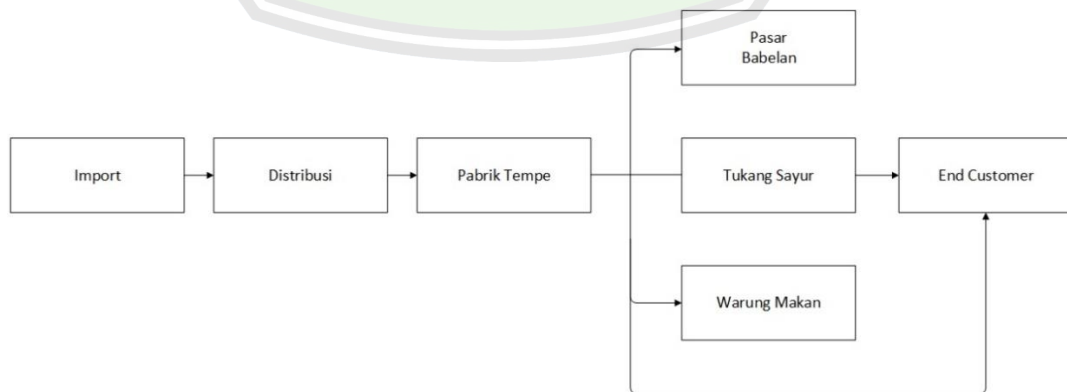 Pasar
Babelan
Import
Distribusi
Pabrik Tempe
Tukang Sayur
End Customer
Warung Makan